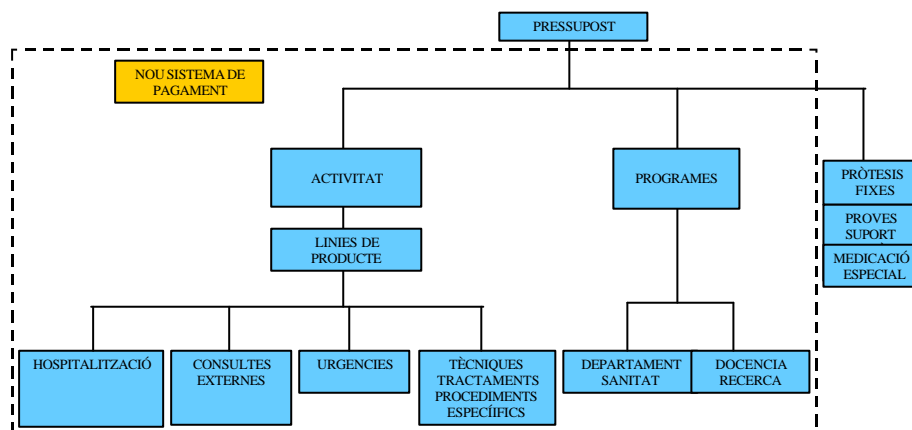 PRESSUPOST
NOU SISTEMA DE
PAGAMENT
ACTIVITAT
PROGRAMES
PRÒTESIS
FIXES
PROVES
SUPORT
MEDICACIÓ
ESPECIAL
LINIES DE
PRODUCTE
HOSPITALITZACIÓ
CONSULTES
EXTERNES
URGENCIES
TÈCNIQUES
TRACTAMENTS
PROCEDIMENTS
ESPECÍIFICS
DEPARTAMENT
SANITAT
DOCENCIA
RECERCA